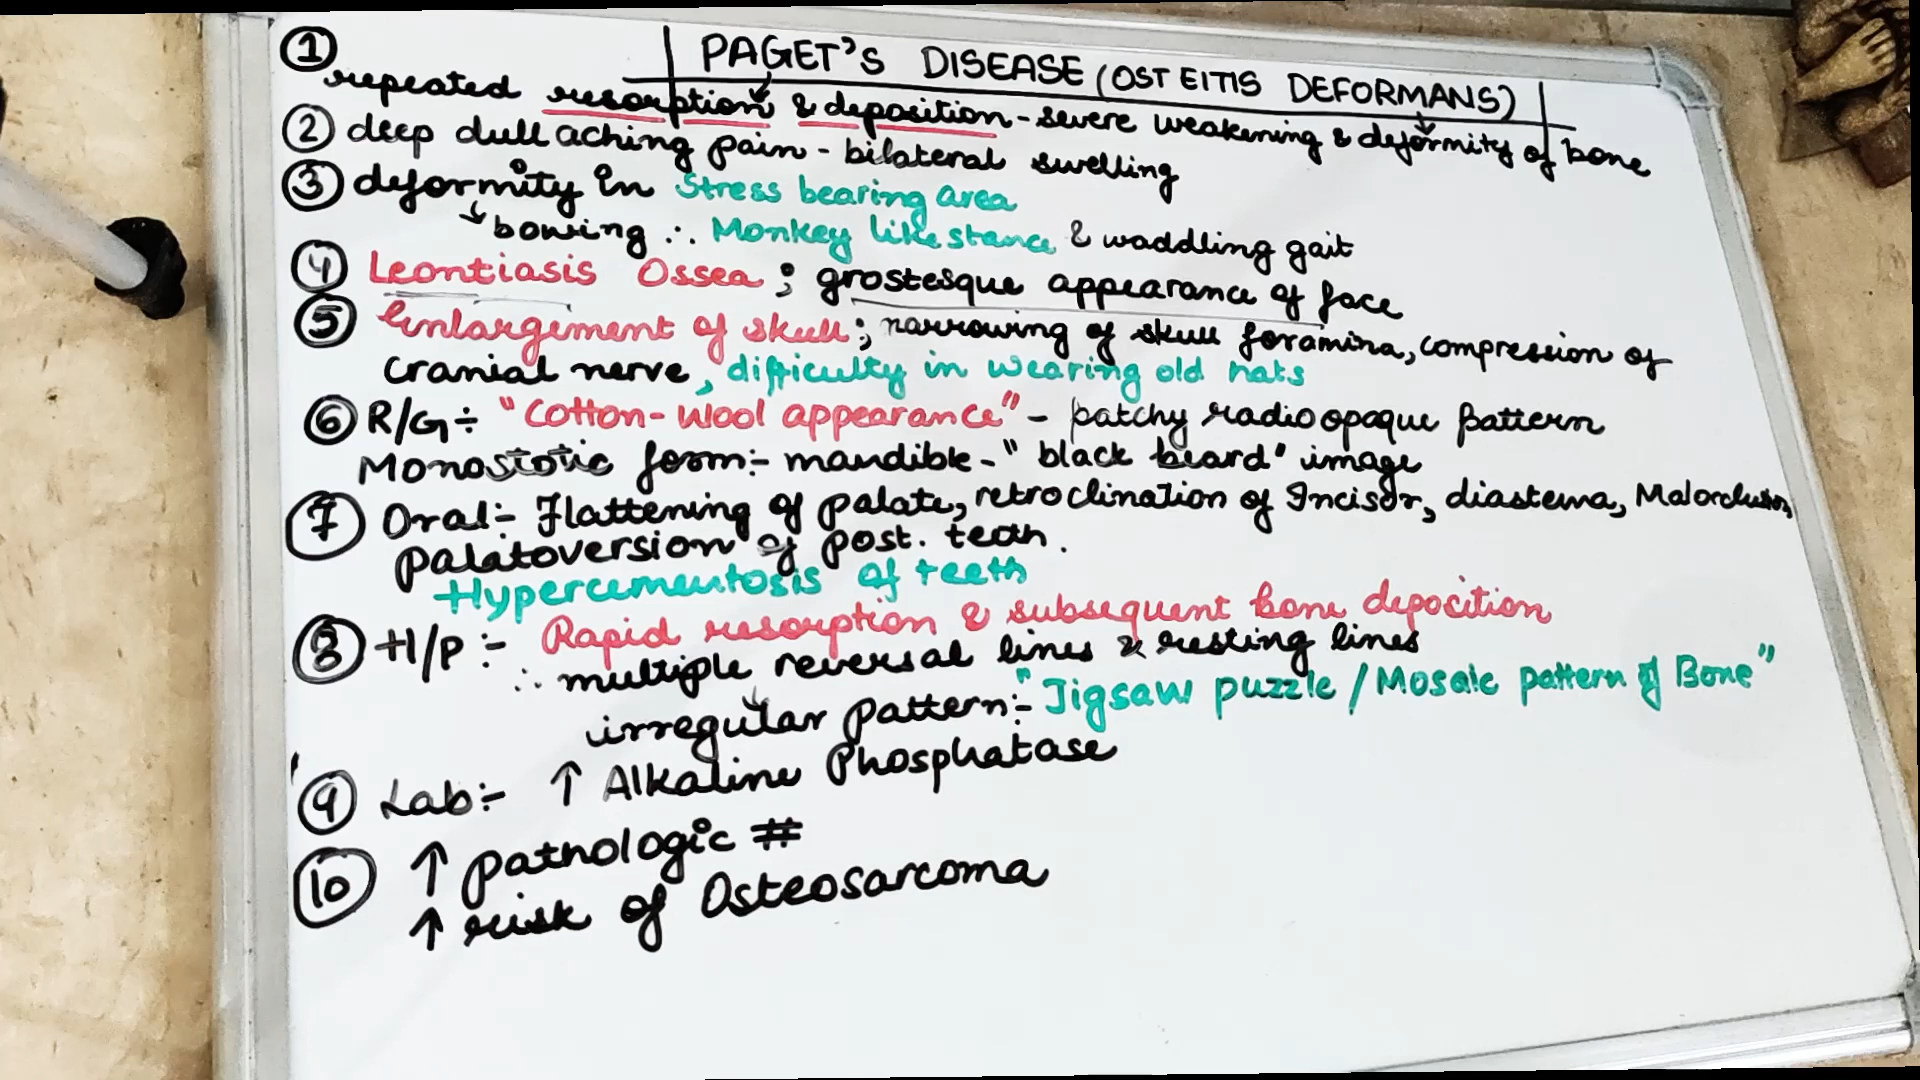 ① PAGET'S DISEASE (OSTEITIS DEFORMANS)
repeated resorption & deposition - severe weakening & deformity of bone
② deep dull aching pain - bilateral swelling
③ deformity in Stress bearing area
↳ bowing ∴ Monkey like stance & waddling gait
④ Leontiasis Ossea ; grostesque appearance of face
⑤ Enlargement of skull ; narrowing of skull foramina, compression of
cranial nerve, difficulty in wearing old hats
⑥ R/G :- "Cotton-Wool appearance" - patchy radioopaque pattern
Monostotic form :- mandible - "black beard" image
⑦ Oral :- Flattening of palate, retroclination of Incisor, diastema, Malocclusion,
palatoversion of post. teeth.
Hypercementosis of teeth
⑧ H/P :- Rapid resorption & subsequent bone deposition
∴ multiple reversal lines & resting lines
irregular pattern :- "Jigsaw puzzle / Mosaic pattern of Bone"
⑨ Lab :- ↑ Alkaline Phosphatase
⑩ ↑ pathologic #
↑ risk of Osteosarcoma